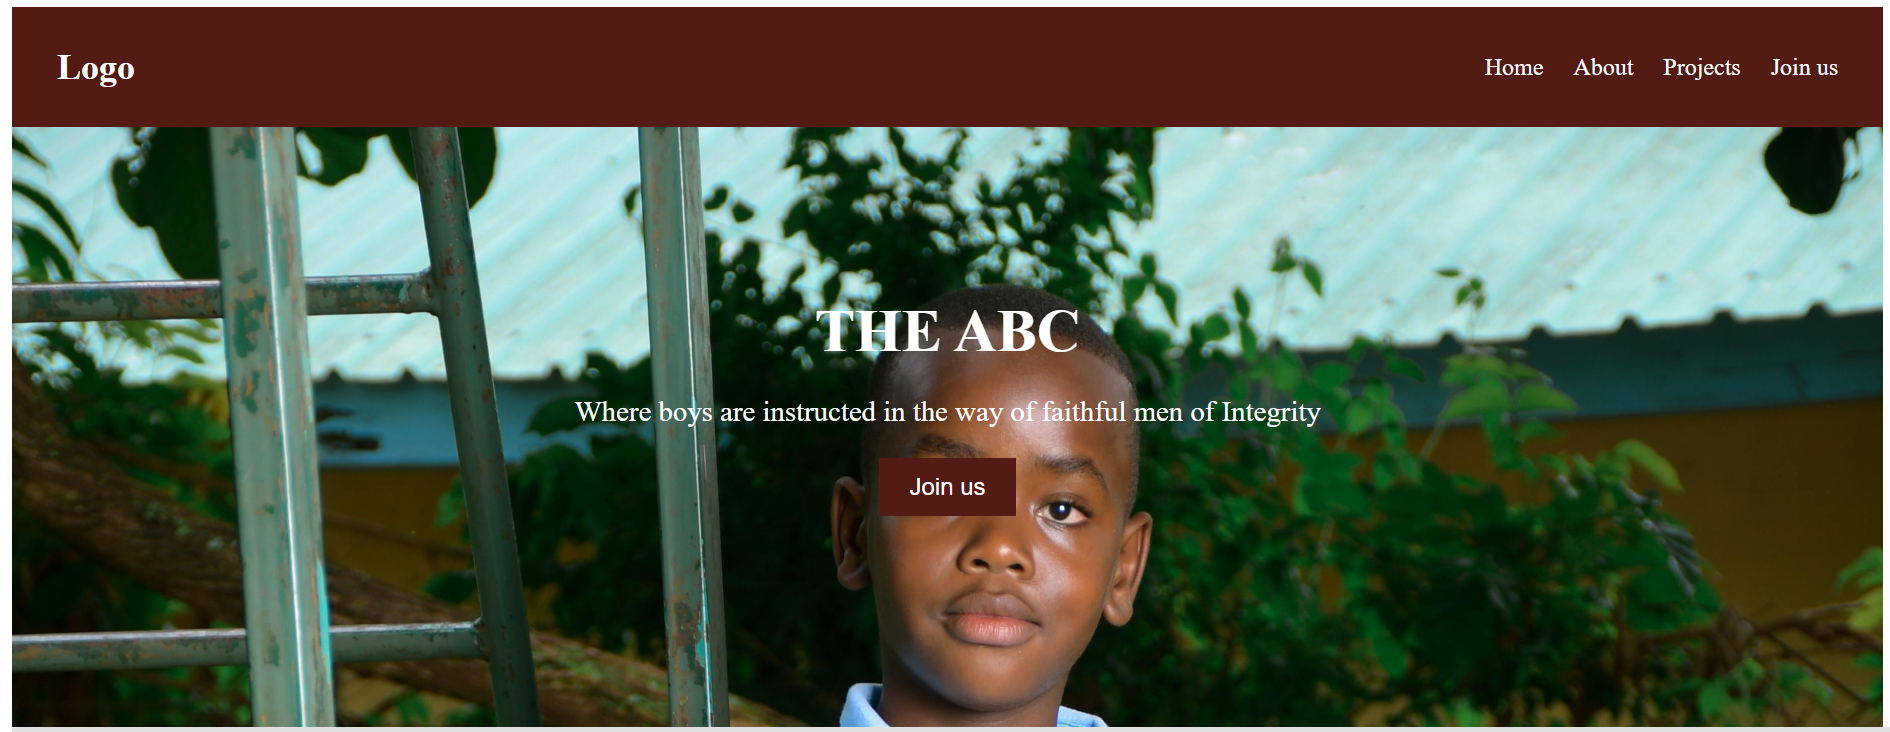 Logo
Home About Projects Join us
THE ABC
Where boys are instructed in the way of faithful men of Integrity
Join us